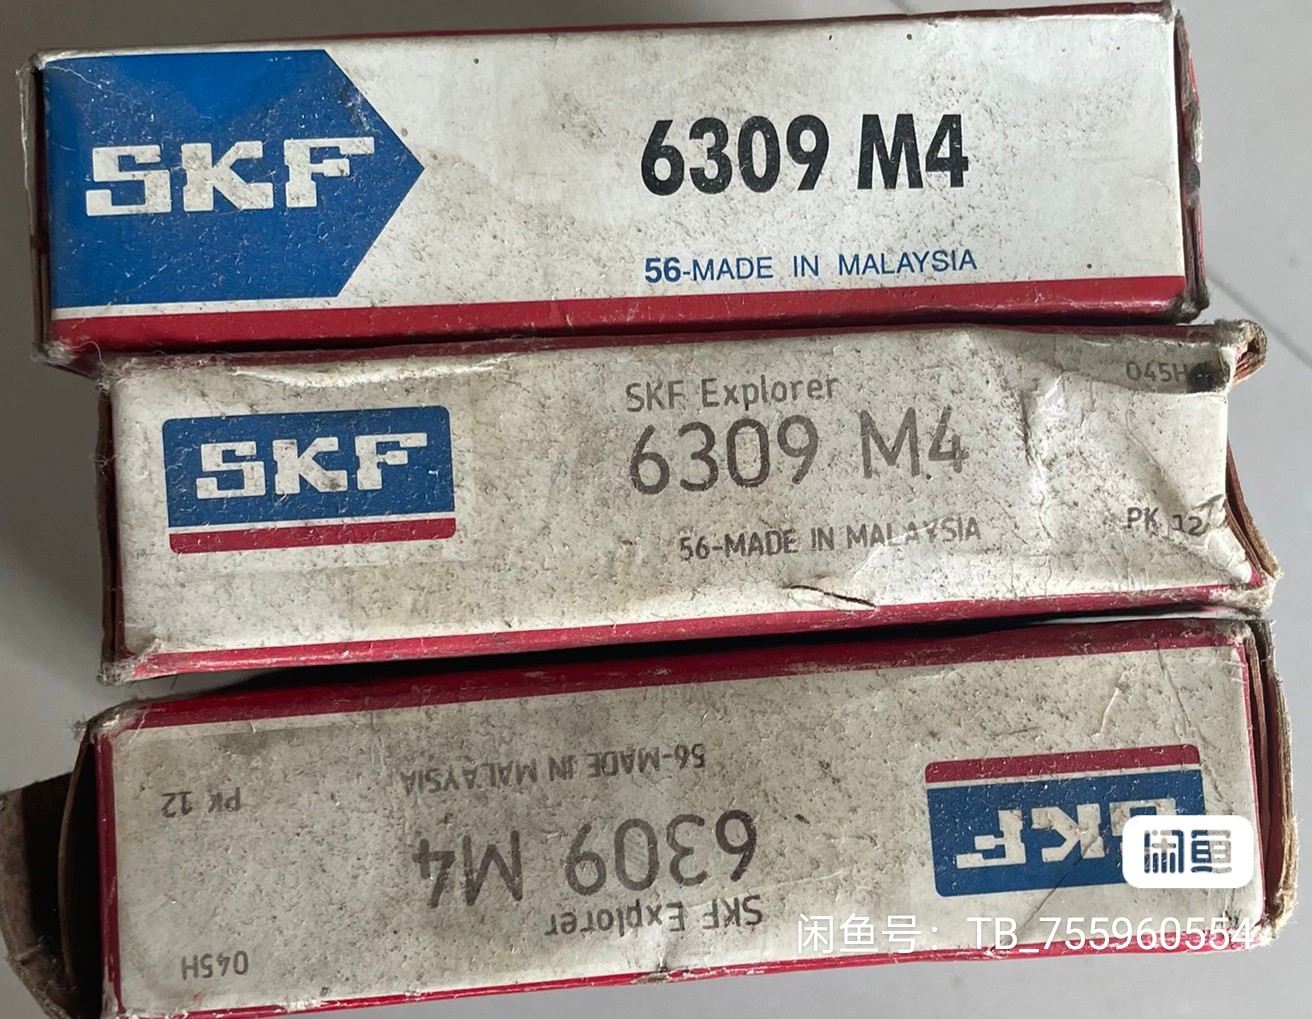 SKF
6309 M4
56-MADE IN MALAYSIA
SKF
SKF Explorer
6309 M4
56-MADE IN MALAYSIA
045H
PK 12
SKF
SKF Explorer
6309 M4
56-MADE IN MALAYSIA
045H
PK 12
闲鱼
闲鱼号：TB_755960554